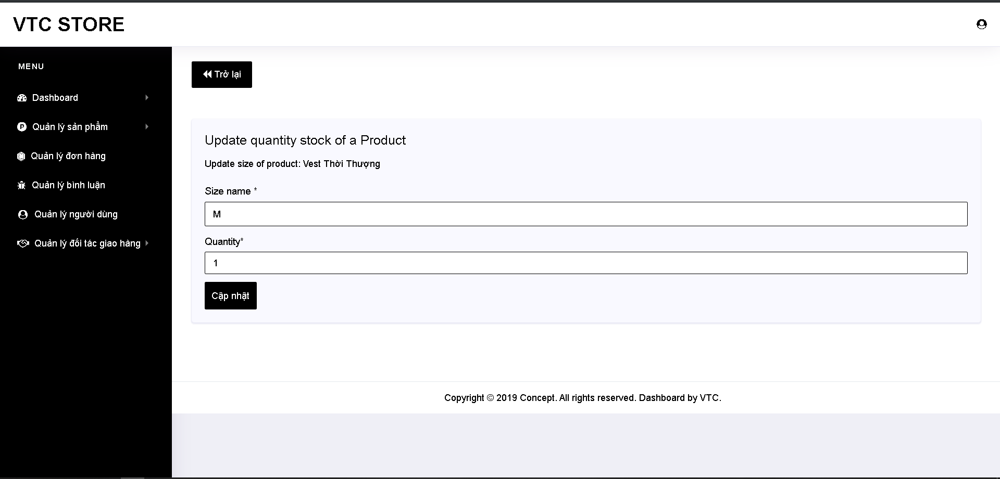 VTC STORE
MENU
Dashboard
Quản lý sản phẩm
Quản lý đơn hàng
Quản lý bình luận
Quản lý người dùng
Quản lý đối tác giao hàng
Trở lại
Update quantity stock of a Product
Update size of product: Vest Thời Thượng
Size name *
M
Quantity*
1
Cập nhật
Copyright © 2019 Concept. All rights reserved. Dashboard by VTC.